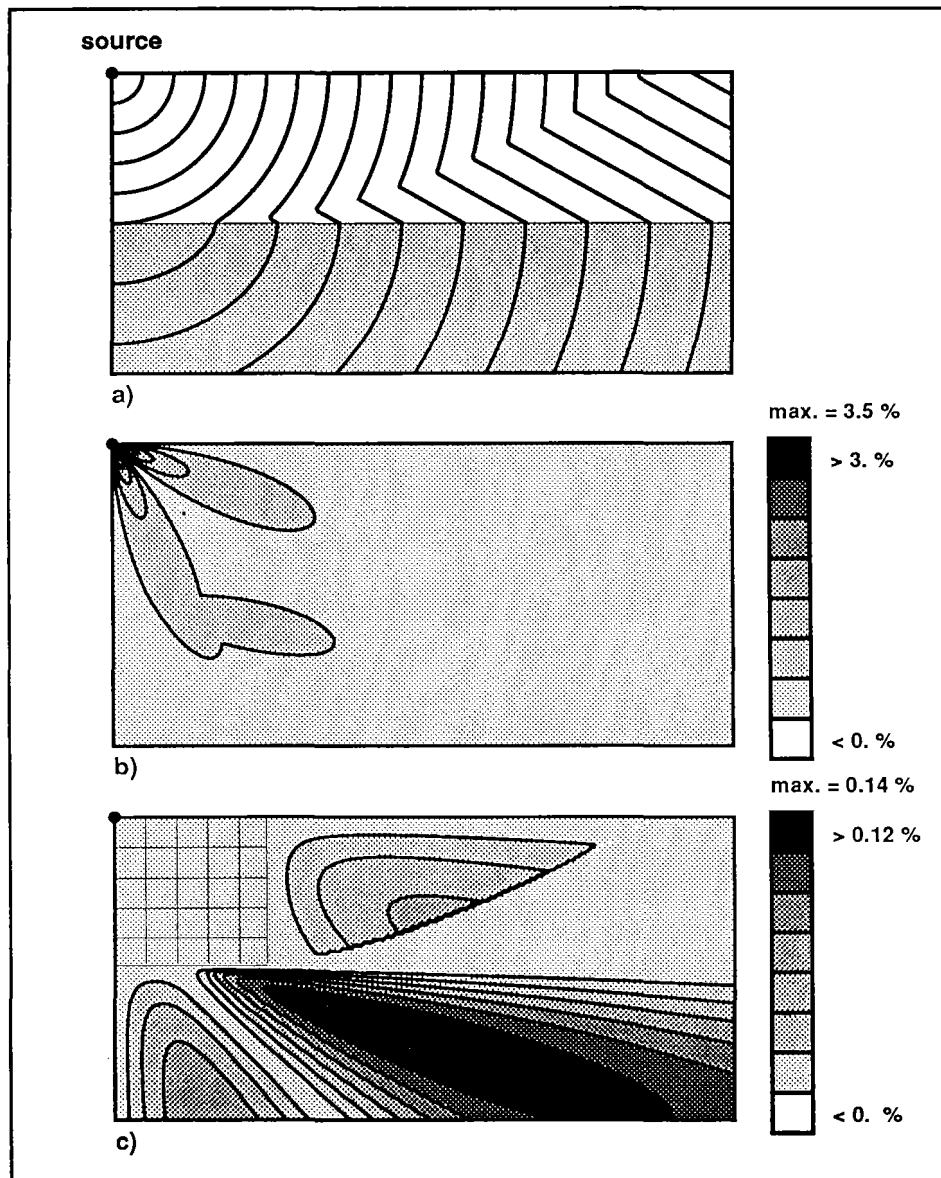 source
a)
max. = 3.5 %
> 3. %
< 0. %
b)
max. = 0.14 %
> 0.12 %
< 0. %
c)